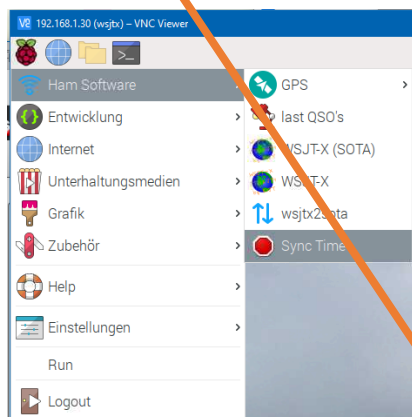 192.168.1.30 (wsjtx) – VNC Viewer
Ham Software
Entwicklung
Internet
Unterhaltungsmedien
Grafik
Zubehör
Help
Einstellungen
Run
Logout
GPS
last QSO's
WSJT-X (SOTA)
WSJT-X
wsjtx2sota
Sync Time